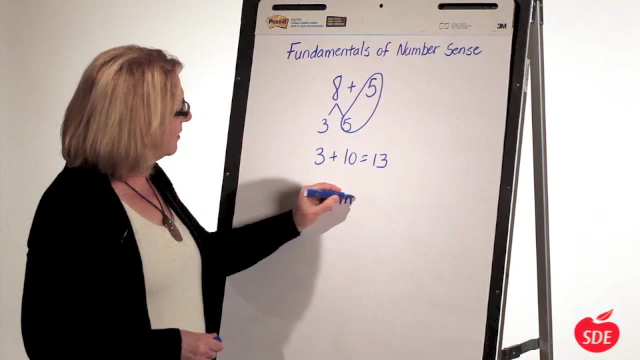 Post-it
3M
Fundamentals of Number Sense
8 + 5
3 5
3 + 10 = 13
SDE